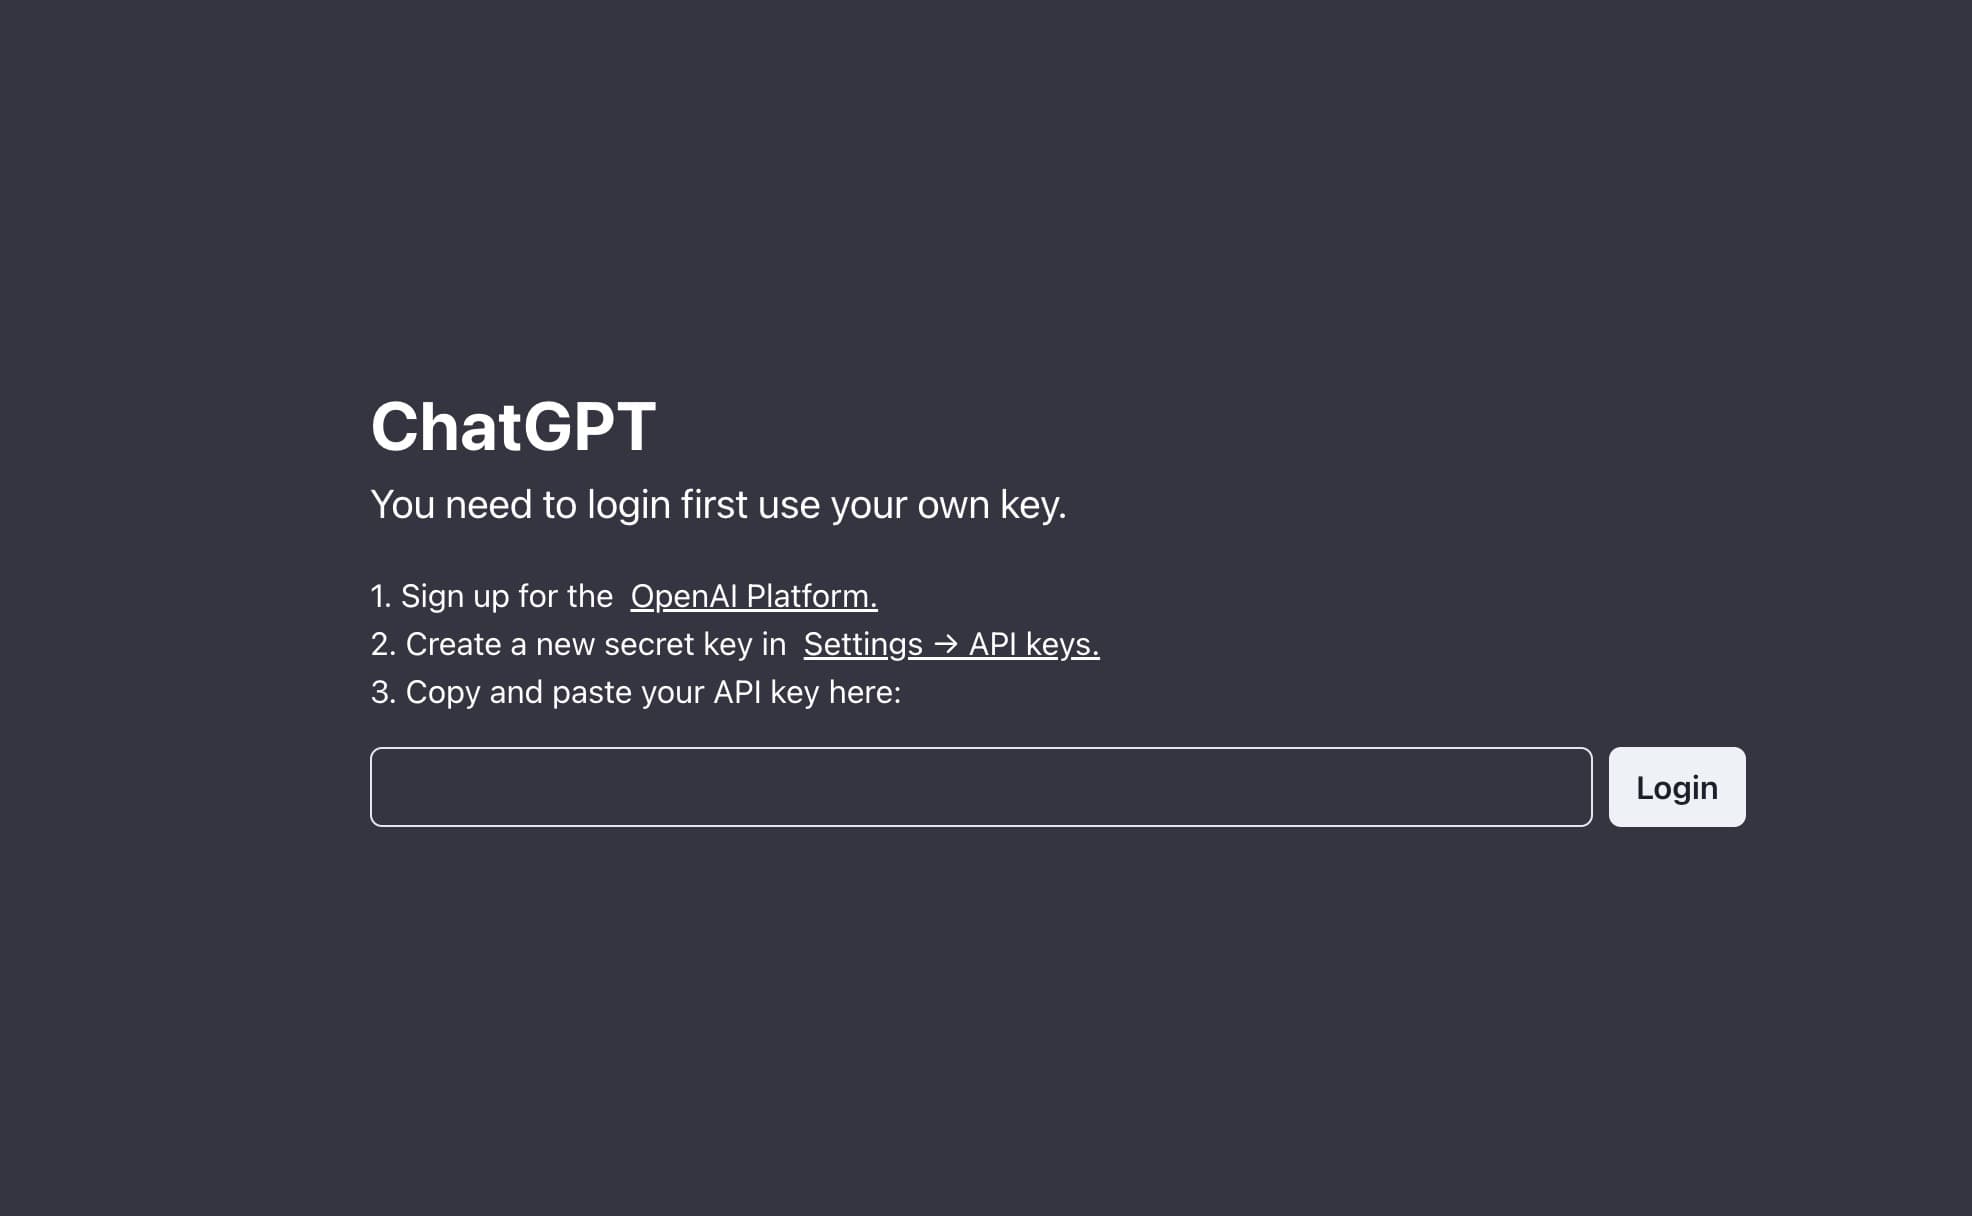 ChatGPT
You need to login first use your own key.
1. Sign up for the OpenAI Platform.
2. Create a new secret key in Settings → API keys.
3. Copy and paste your API key here:
Login